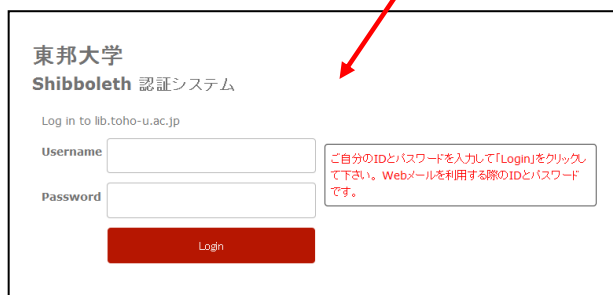 東邦大学
Shibboleth 認証システム
Log in to lib.toho-u.ac.jp
Username
ご自分のIDとパスワードを入力して「Login」をクリックし
て下さい。Webメールを利用する際のIDとパスワード
です。
Password
Login